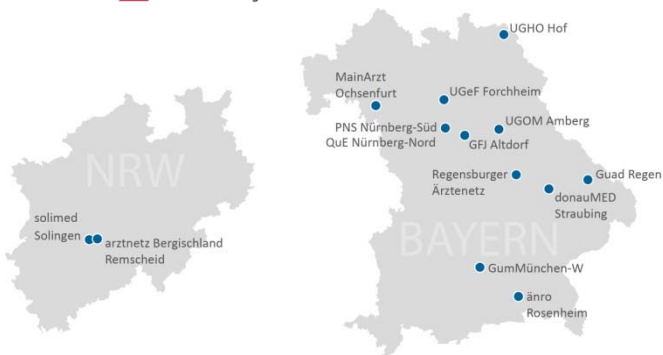 NRW
solimed
Solingen
arztnetz Bergischland
Remscheid
UGHO Hof
MainArzt
Ochsenfurt
UGeF Forchheim
PNS Nürnberg-Süd
QuE Nürnberg-Nord
UGOM Amberg
GFJ Altdorf
Regensburger
Ärztenetz
Guad Regen
donauMED
Straubing
BAYERN
GumMünchen-W
änro
Rosenheim